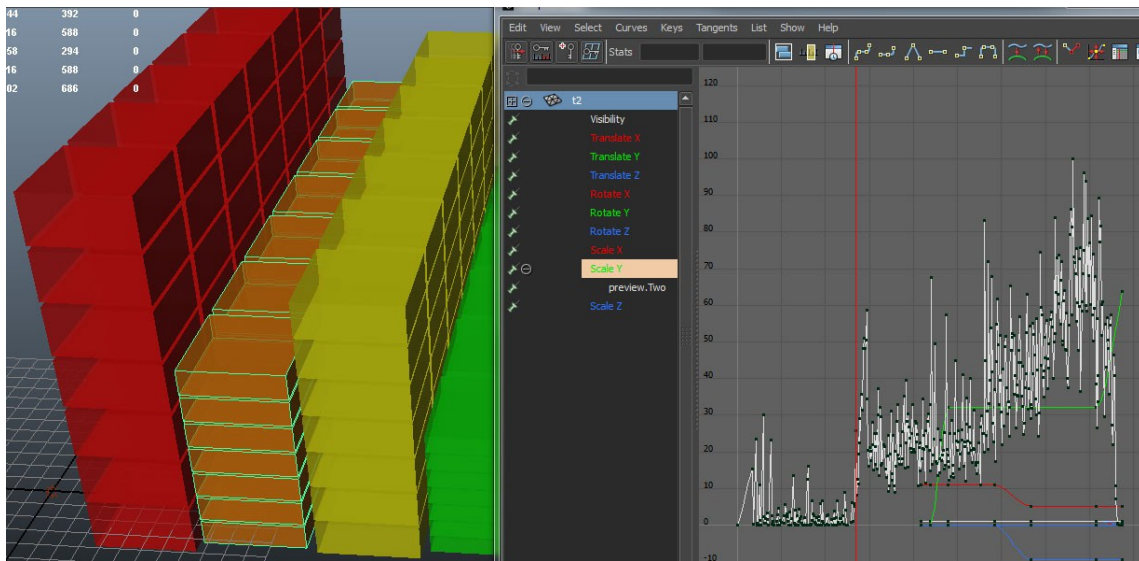 44 392 0
16 588 0
58 294 0
16 588 0
02 686 0
Edit View Select Curves Keys Tangents List Show Help
Stats
t2
Visibility
Translate X
Translate Y
Translate Z
Rotate X
Rotate Y
Rotate Z
Scale X
Scale Y
preview.Two
Scale Z
120
110
100
90
80
70
60
50
40
30
20
10
0
-10